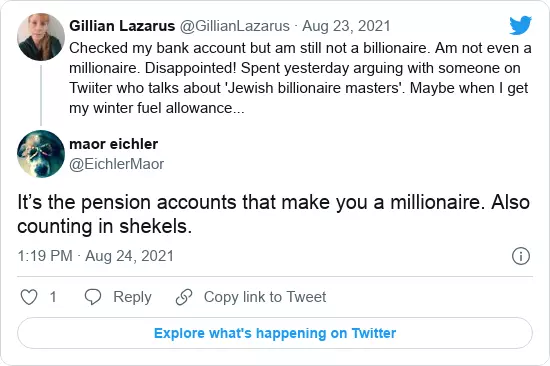 Gillian Lazarus @GillianLazarus · Aug 23, 2021
Checked my bank account but am still not a billionaire. Am not even a
millionaire. Disappointed! Spent yesterday arguing with someone on
Twiiter who talks about 'Jewish billionaire masters'. Maybe when I get
my winter fuel allowance...
maor eichler
@EichlerMaor
It’s the pension accounts that make you a millionaire. Also
counting in shekels.
1:19 PM · Aug 24, 2021
1 Reply Copy link to Tweet
Explore what's happening on Twitter